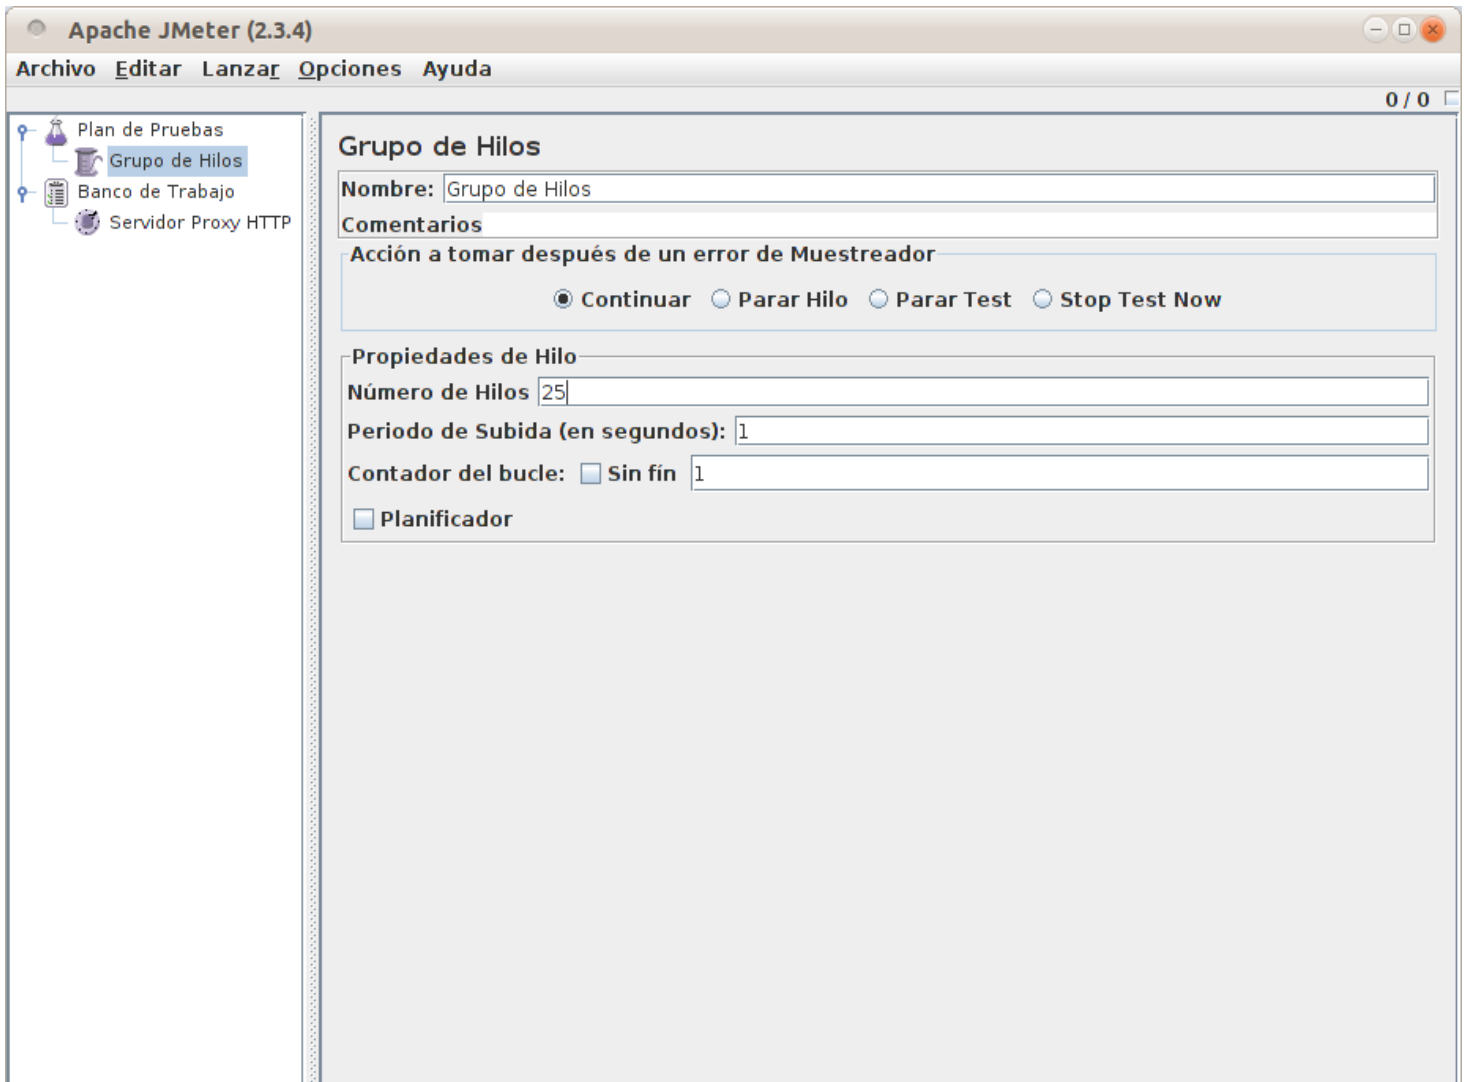 Apache JMeter (2.3.4)
Archivo Editar Lanzar Opciones Ayuda
0 / 0
Plan de Pruebas
Grupo de Hilos
Banco de Trabajo
Servidor Proxy HTTP
Grupo de Hilos
Nombre: Grupo de Hilos
Comentarios
Acción a tomar después de un error de Muestreador
Continuar Parar Hilo Parar Test Stop Test Now
Propiedades de Hilo
Número de Hilos 25
Periodo de Subida (en segundos): 1
Contador del bucle: Sin fín 1
Planificador